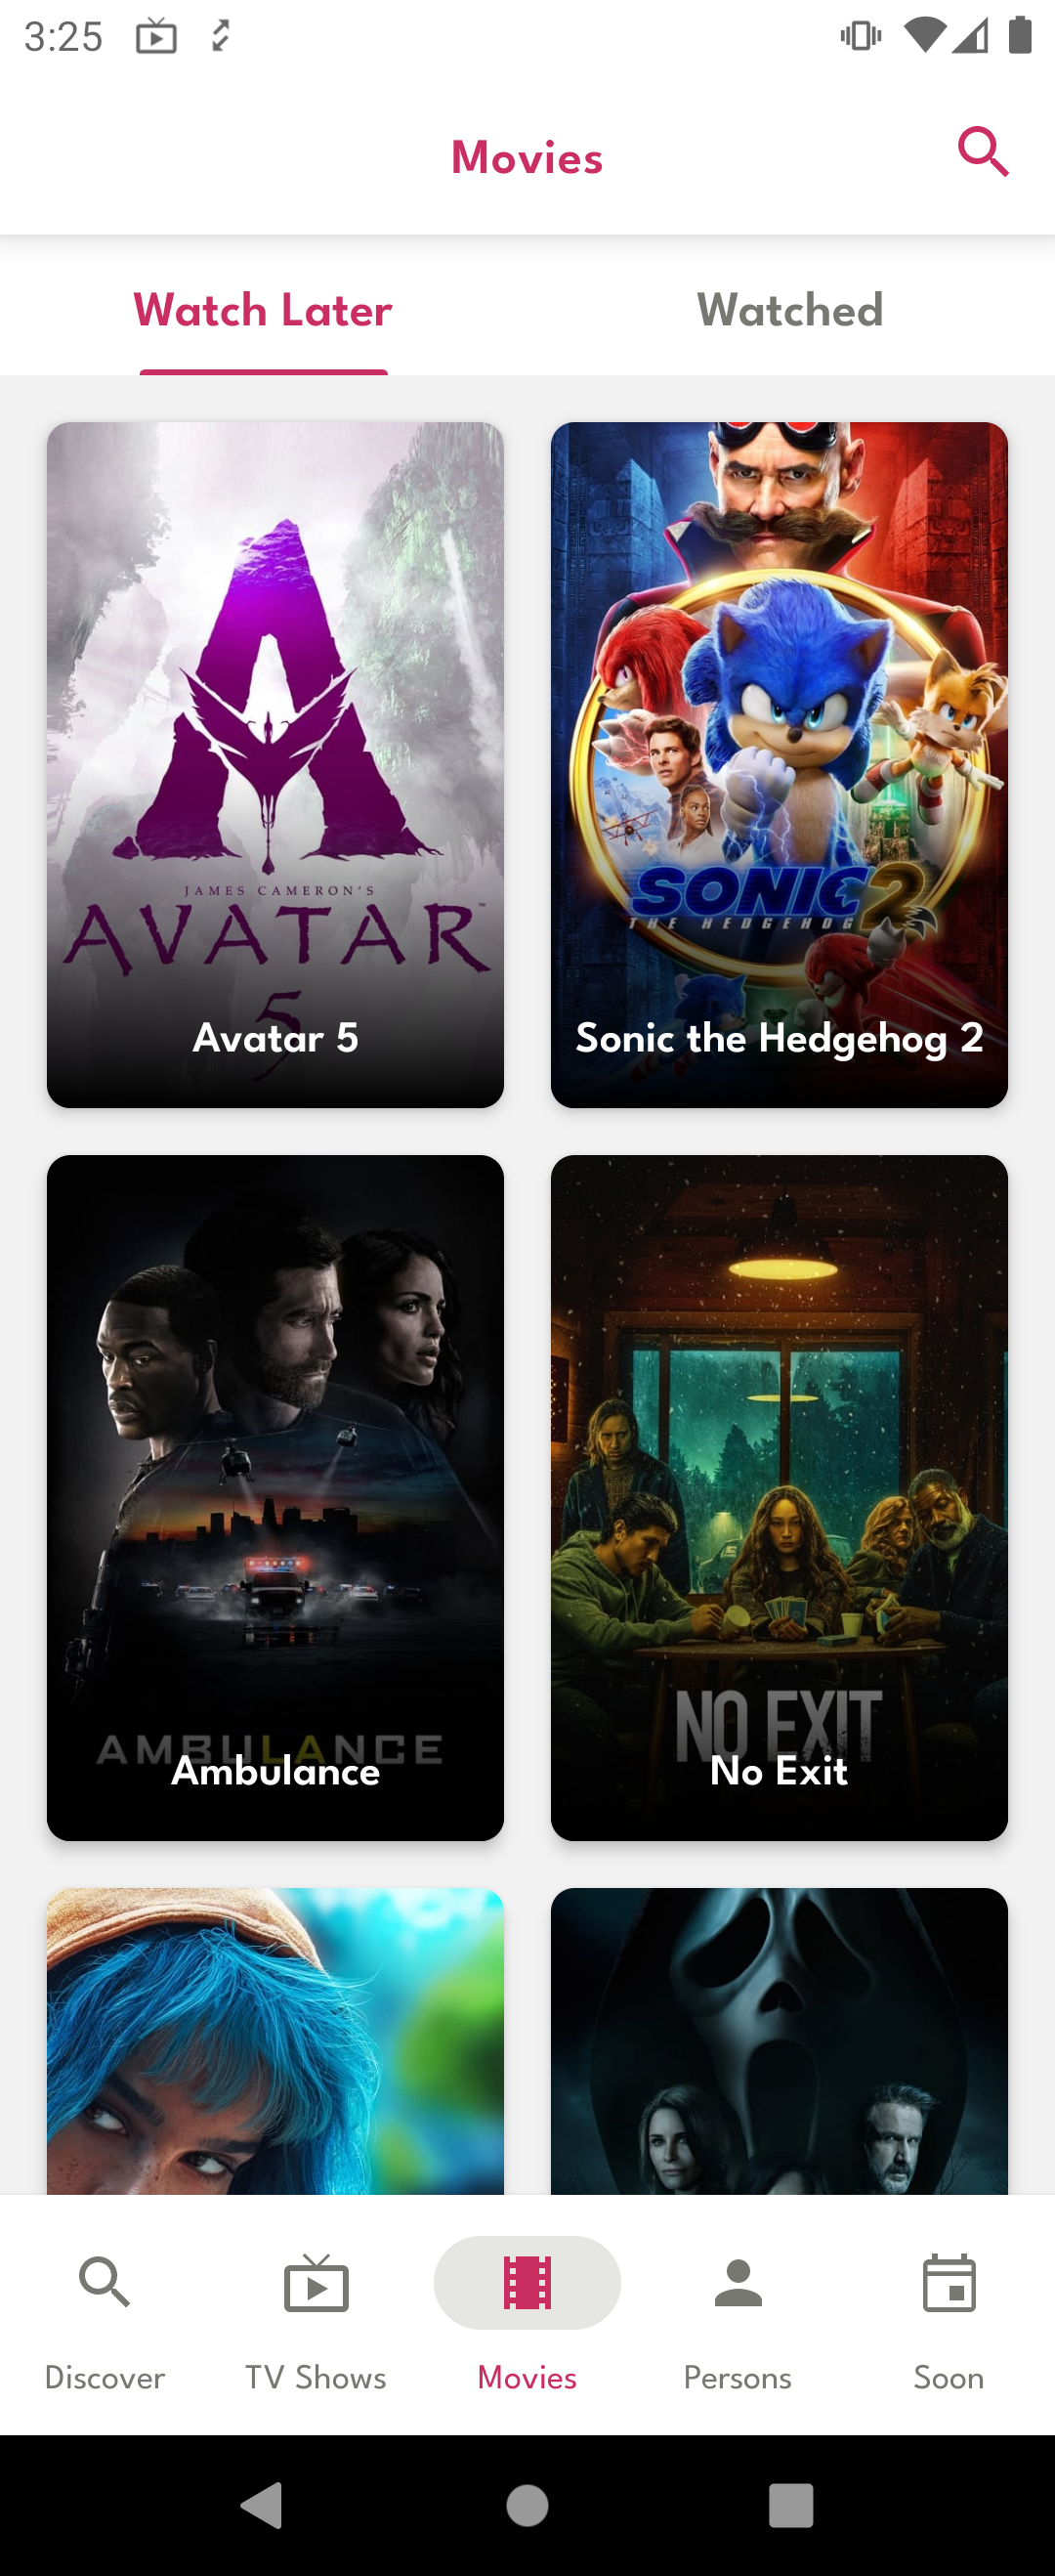 3:25
Movies
Watch Later
Watched
JAMES CAMERON'S
AVATAR™
5
Avatar 5
SONIC 2
THE HEDGEHOG
Sonic the Hedgehog 2
AMBULANCE
Ambulance
NO EXIT
No Exit
Discover
TV Shows
Movies
Persons
Soon